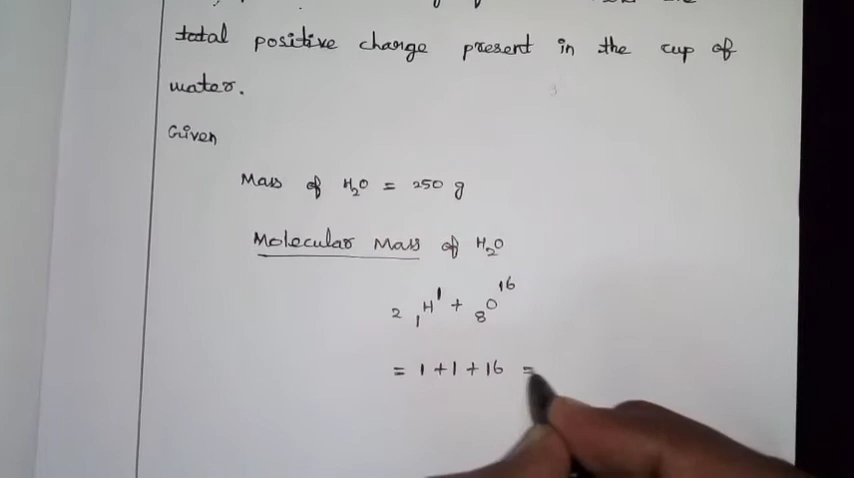 total positive charge present in the cup of
water.
Given
Mass of H₂O = 250 g
Molecular Mass of H₂O
2 ₁H¹ + ₈O¹⁶
= 1 + 1 + 16 =